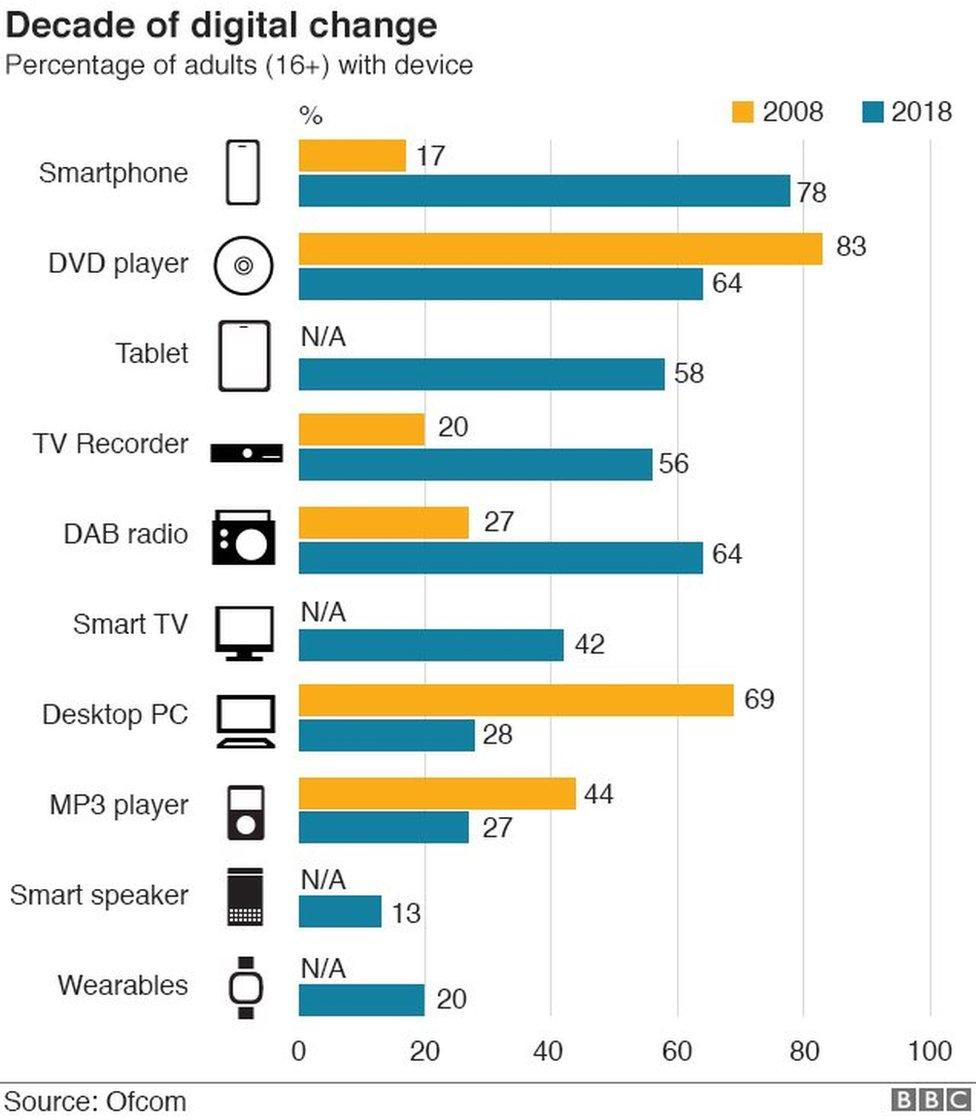 Decade of digital change
Percentage of adults (16+) with device
%
2008 2018
Smartphone 17
78
DVD player 83
64
Tablet N/A
58
TV Recorder 20
56
DAB radio 27
64
Smart TV N/A
42
Desktop PC 69
28
MP3 player 44
27
Smart speaker N/A
13
Wearables N/A
20
0 20 40 60 80 100
Source: Ofcom BBC